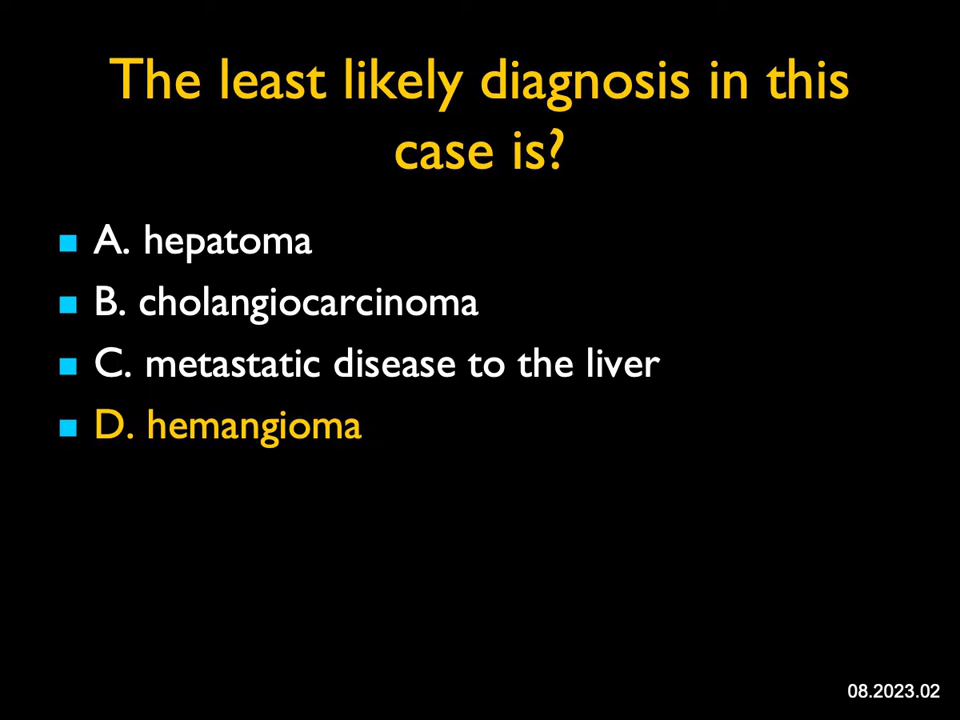 The least likely diagnosis in this
case is?
A. hepatoma
B. cholangiocarcinoma
C. metastatic disease to the liver
D. hemangioma
08.2023.02